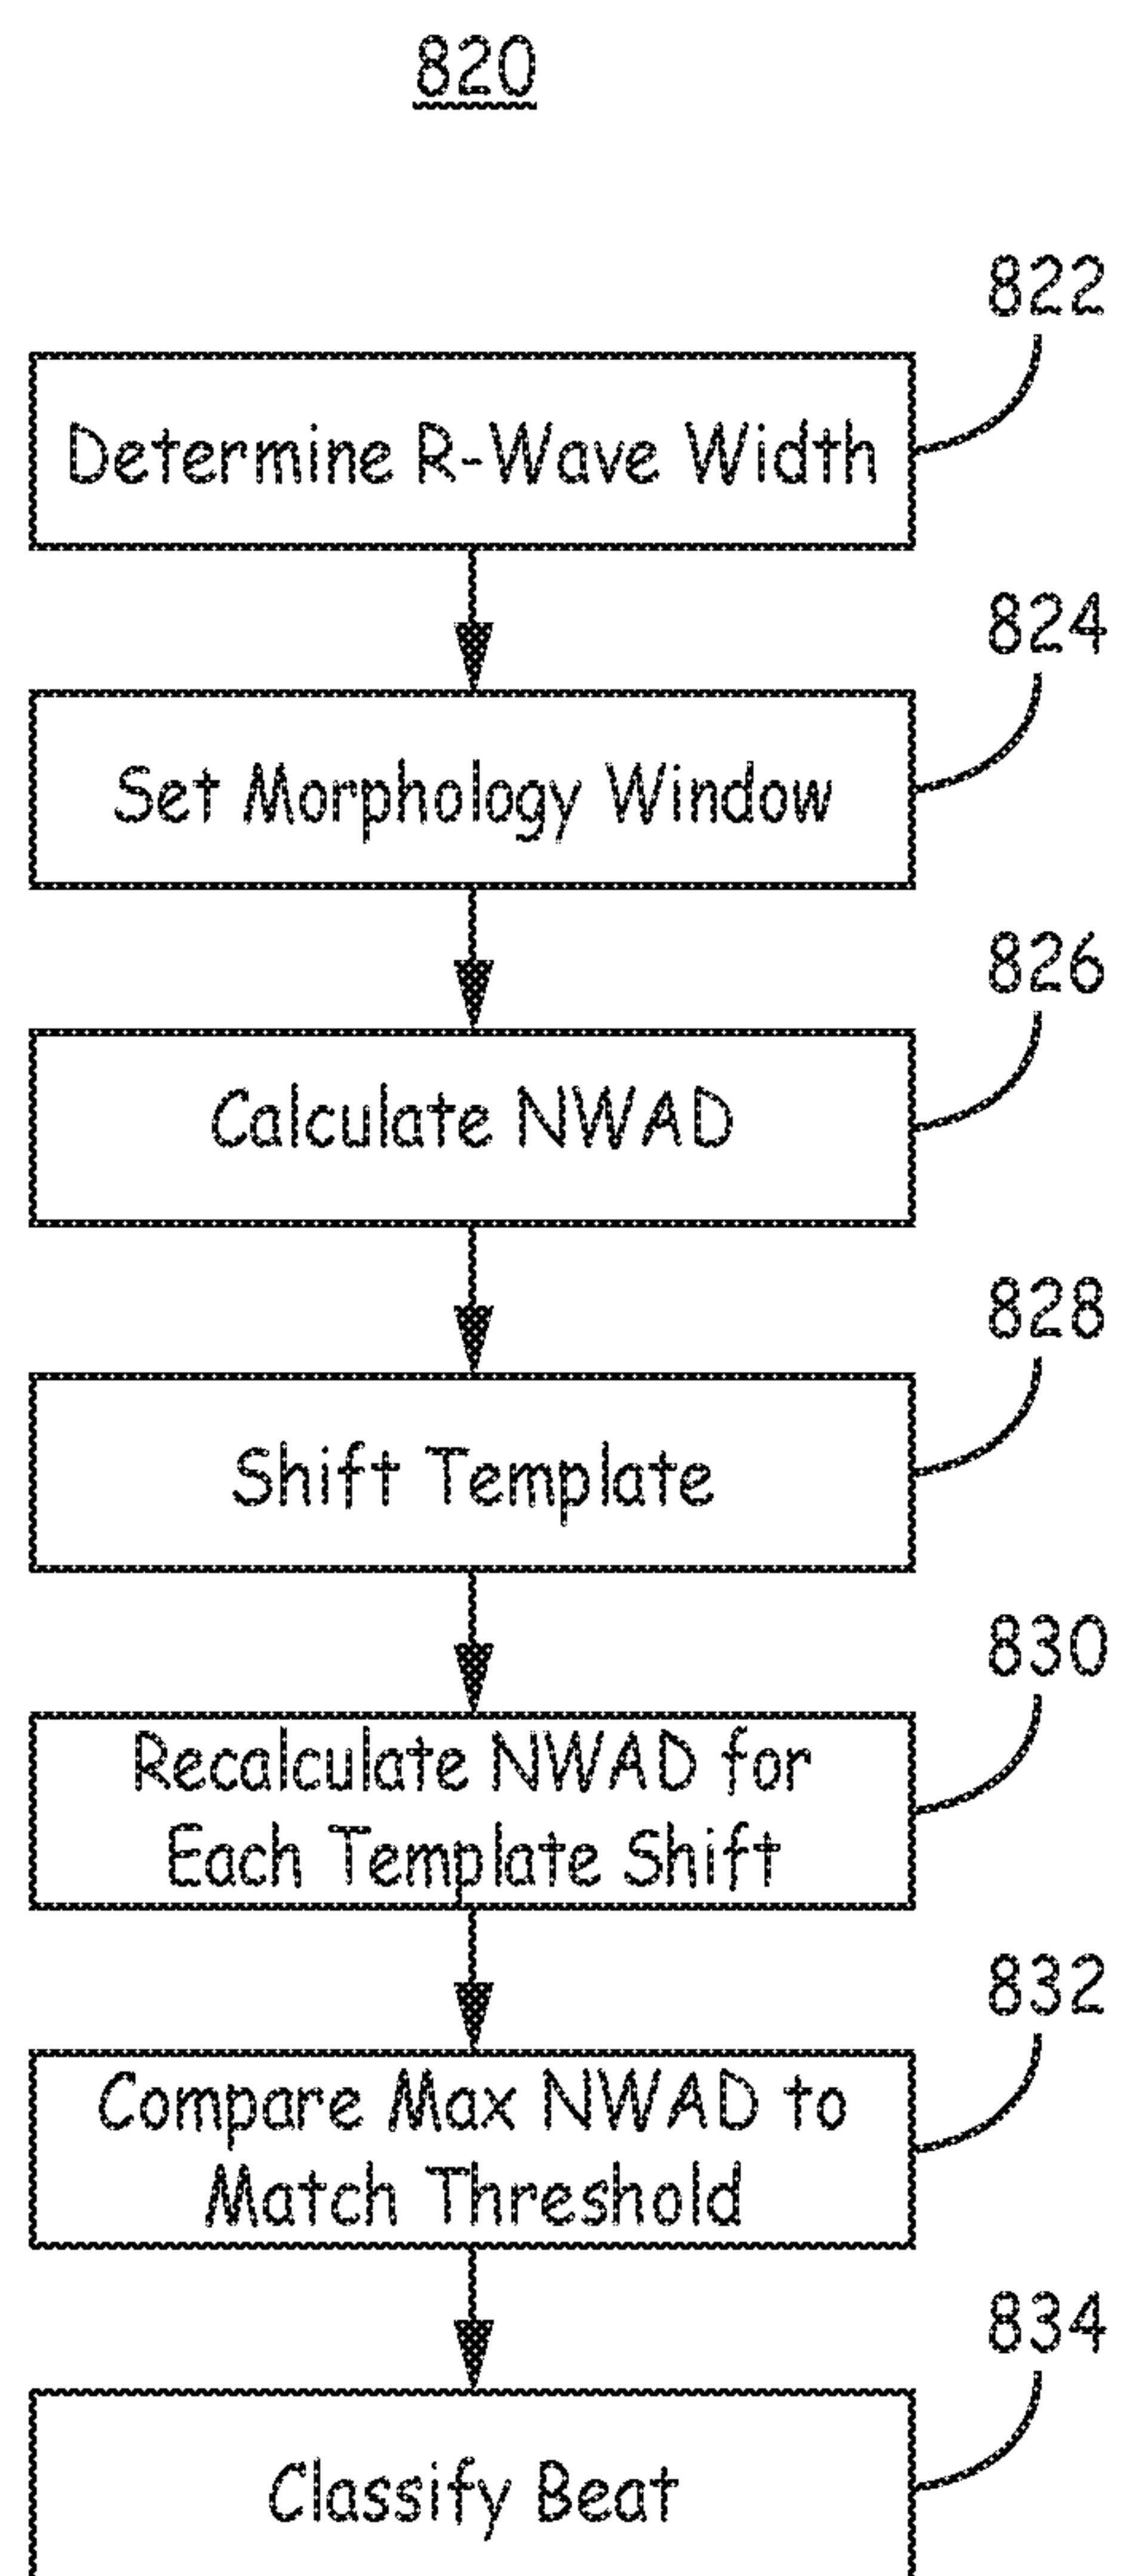 820
822
Determine R-Wave Width
824
Set Morphology Window
826
Calculate NWAD
828
Shift Template
830
Recalculate NWAD for
Each Template Shift
832
Compare Max NWAD to
Match Threshold
834
Classify Beat